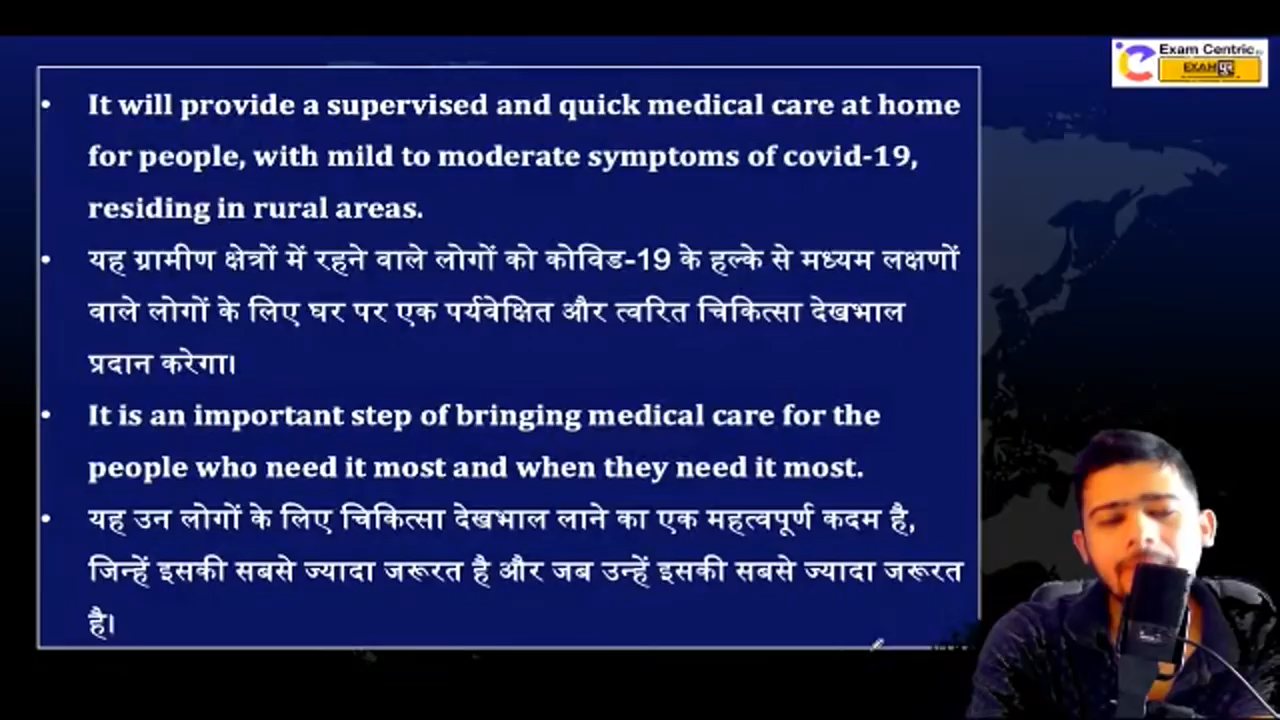 Exam Centric
EXAMपुर
• It will provide a supervised and quick medical care at home
for people, with mild to moderate symptoms of covid-19,
residing in rural areas.
• यह ग्रामीण क्षेत्रों में रहने वाले लोगों को कोविड-19 के हल्के से मध्यम लक्षणों
वाले लोगों के लिए घर पर एक पर्यवेक्षित और त्वरित चिकित्सा देखभाल
प्रदान करेगा।
• It is an important step of bringing medical care for the
people who need it most and when they need it most.
• यह उन लोगों के लिए चिकित्सा देखभाल लाने का एक महत्वपूर्ण कदम है,
जिन्हें इसकी सबसे ज्यादा जरूरत है और जब उन्हें इसकी सबसे ज्यादा जरूरत
है।